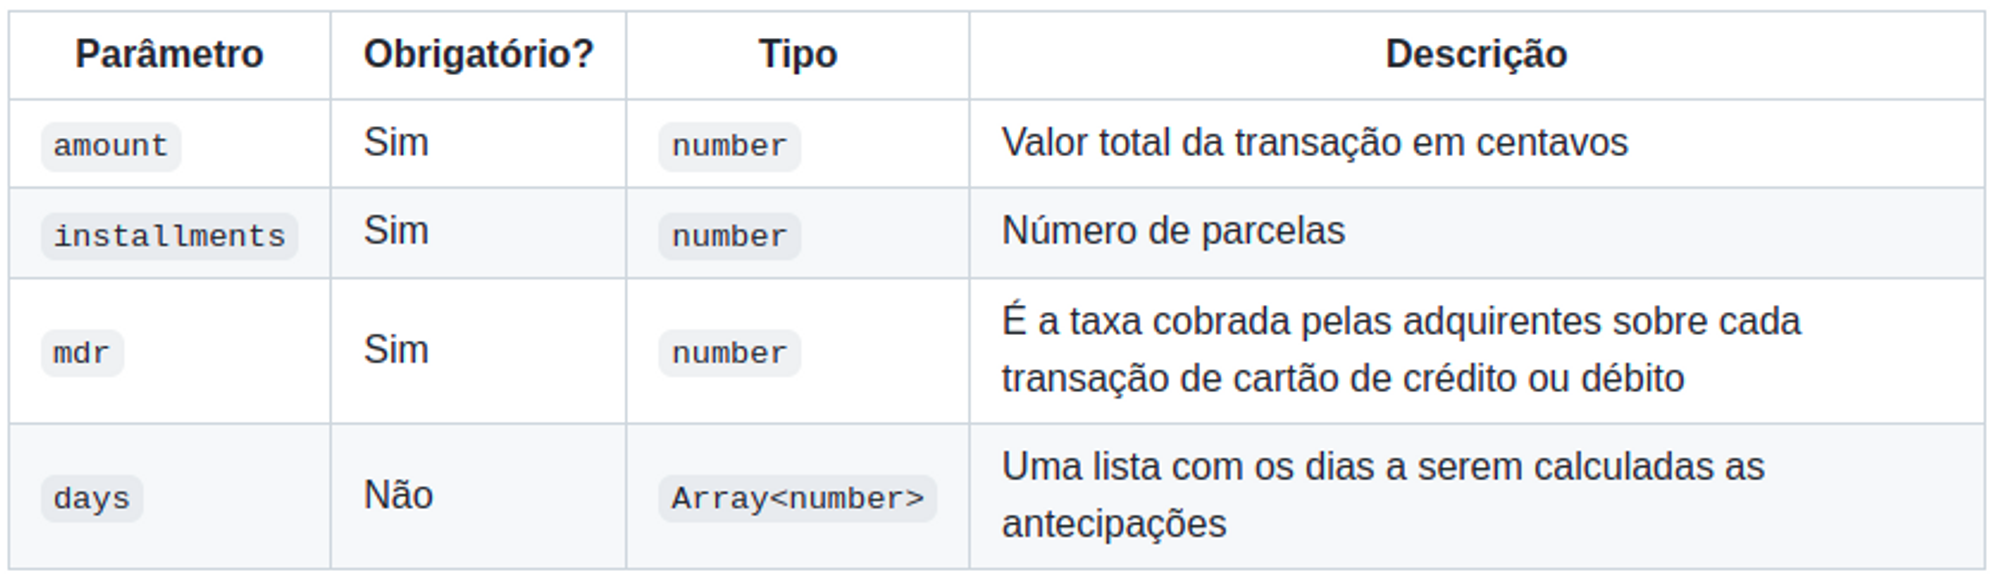 Parâmetro Obrigatório? Tipo Descrição
amount Sim number Valor total da transação em centavos
installments Sim number Número de parcelas
mdr Sim number É a taxa cobrada pelas adquirentes sobre cada
transação de cartão de crédito ou débito
days Não Array<number> Uma lista com os dias a serem calculadas as
antecipações